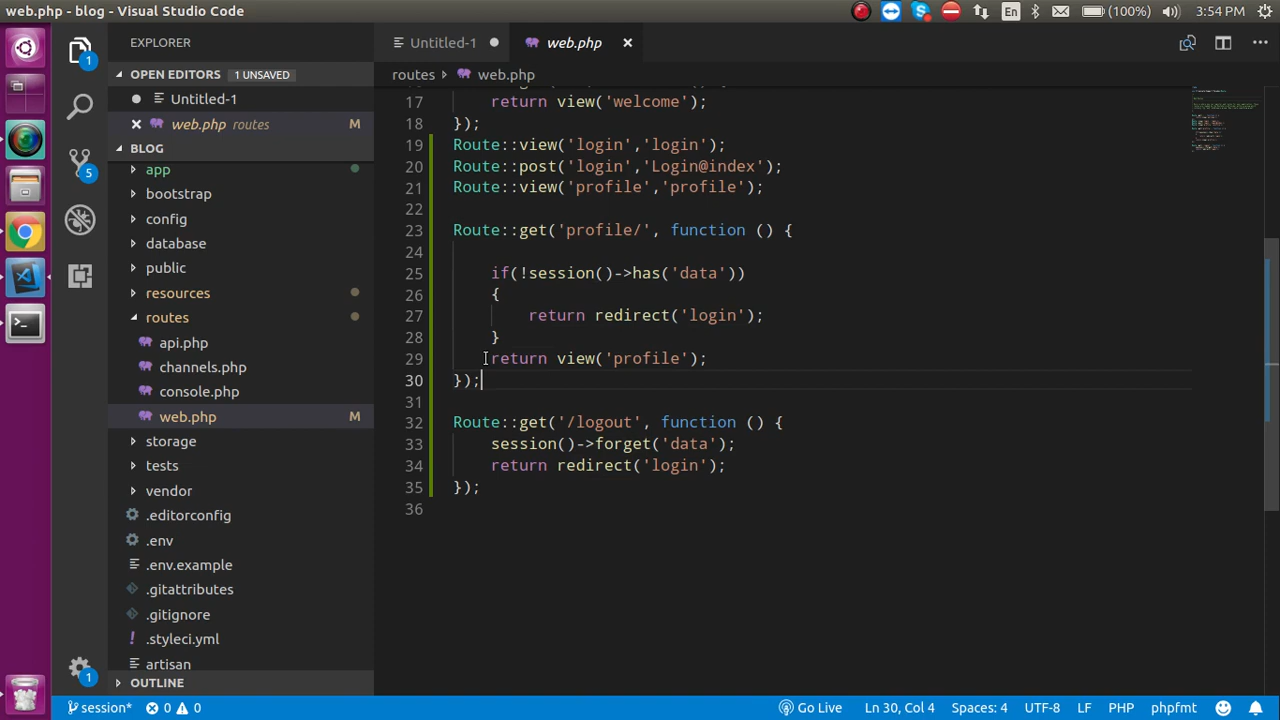 web.php - blog - Visual Studio Code
En
(100%)
3:54 PM
EXPLORER
OPEN EDITORS 1 UNSAVED
Untitled-1
web.php routes M
BLOG
app
bootstrap
config
database
public
resources
routes
api.php
channels.php
console.php
web.php M
storage
tests
vendor
.editorconfig
.env
.env.example
.gitattributes
.gitignore
.styleci.yml
artisan
OUTLINE
1
5
1
Untitled-1
web.php
routes web.php
17 return view('welcome');
18 });
19 Route::view('login','login');
20 Route::post('login','Login@index');
21 Route::view('profile','profile');
22
23 Route::get('profile/', function () {
24
25 if(!session()->has('data'))
26 {
27 return redirect('login');
28 }
29 return view('profile');
30 });
31
32 Route::get('/logout', function () {
33 session()->forget('data');
34 return redirect('login');
35 });
36
session* 0 0 Go Live Ln 30, Col 4 Spaces: 4 UTF-8 LF PHP phpfmt